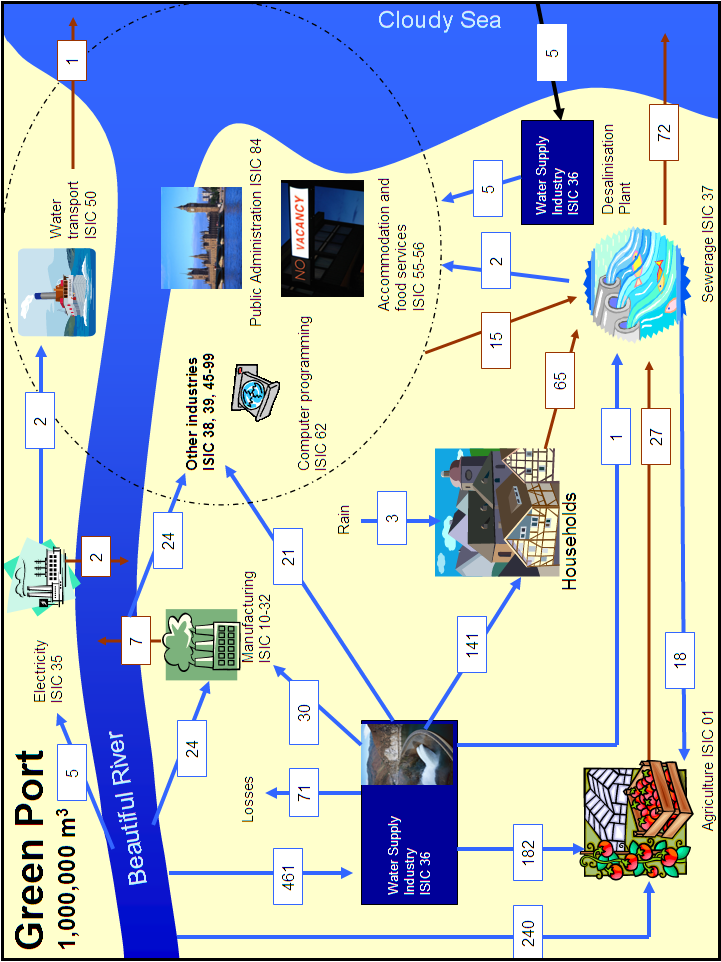 Green Port
1,000,000 m³
Beautiful River
Cloudy Sea
Electricity
ISIC 35
5
2
2
Water
transport
ISIC 50
1
7
24
24
Manufacturing
ISIC 10-32
Other industries
ISIC 38, 39, 45-99
Public Administration ISIC 84
NO VACANCY
Computer programming
ISIC 62
Accommodation and
food services
ISIC 55-56
Losses
71
30
21
461
Water Supply
Industry
ISIC 36
Rain
3
141
Households
65
15
2
5
5
Water Supply
Industry
ISIC 36
Desalinisation
Plant
72
Sewerage ISIC 37
1
27
18
182
240
Agriculture ISIC 01